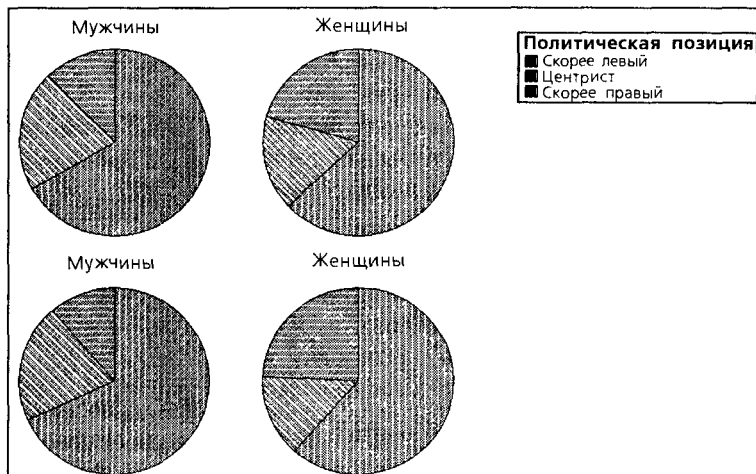 Мужчины
Женщины
Политическая позиция
Скорее левый
Центрист
Скорее правый
Мужчины
Женщины